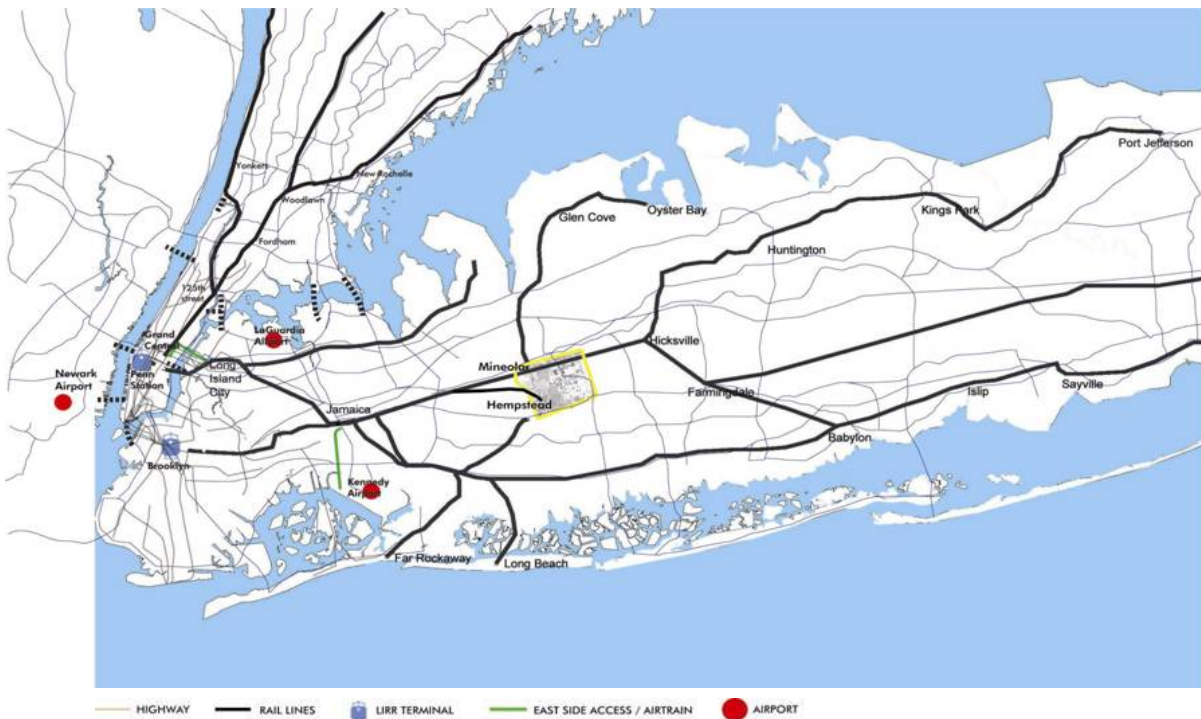 Port Jefferson
Yonkers
New Rochelle
Woodlawn
Glen Cove
Oyster Bay
Kings Park
Fordham
Huntington
125th
street
Grand
Central
LaGuardia
Airport
Hicksville
Penn
Station
Long
Island
City
Mineola
Newark
Airport
Farmingdale
Sayville
Islip
Hempstead
Jamaica
Babylon
Brooklyn
Kennedy
Airport
Far Rockaway
Long Beach
HIGHWAY
RAIL LINES
LIRR TERMINAL
EAST SIDE ACCESS / AIRTRAIN
AIRPORT